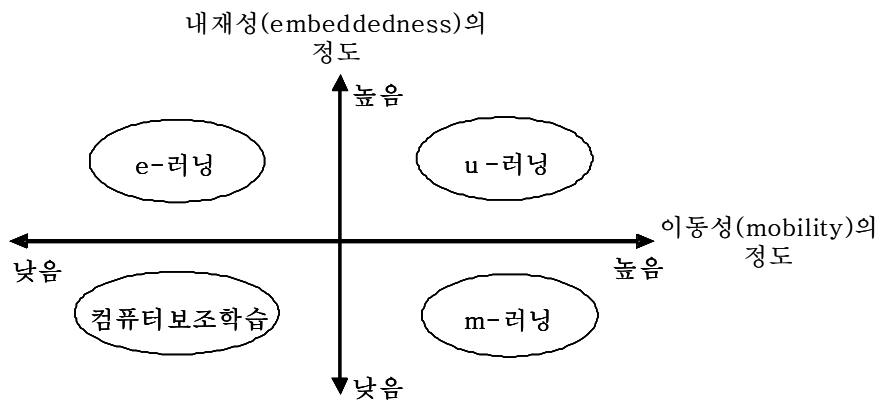 내재성(embeddedness)의
정도
높음
e-러닝
u-러닝
이동성(mobility)의
정도
낮음
높음
컴퓨터보조학습
m-러닝
낮음